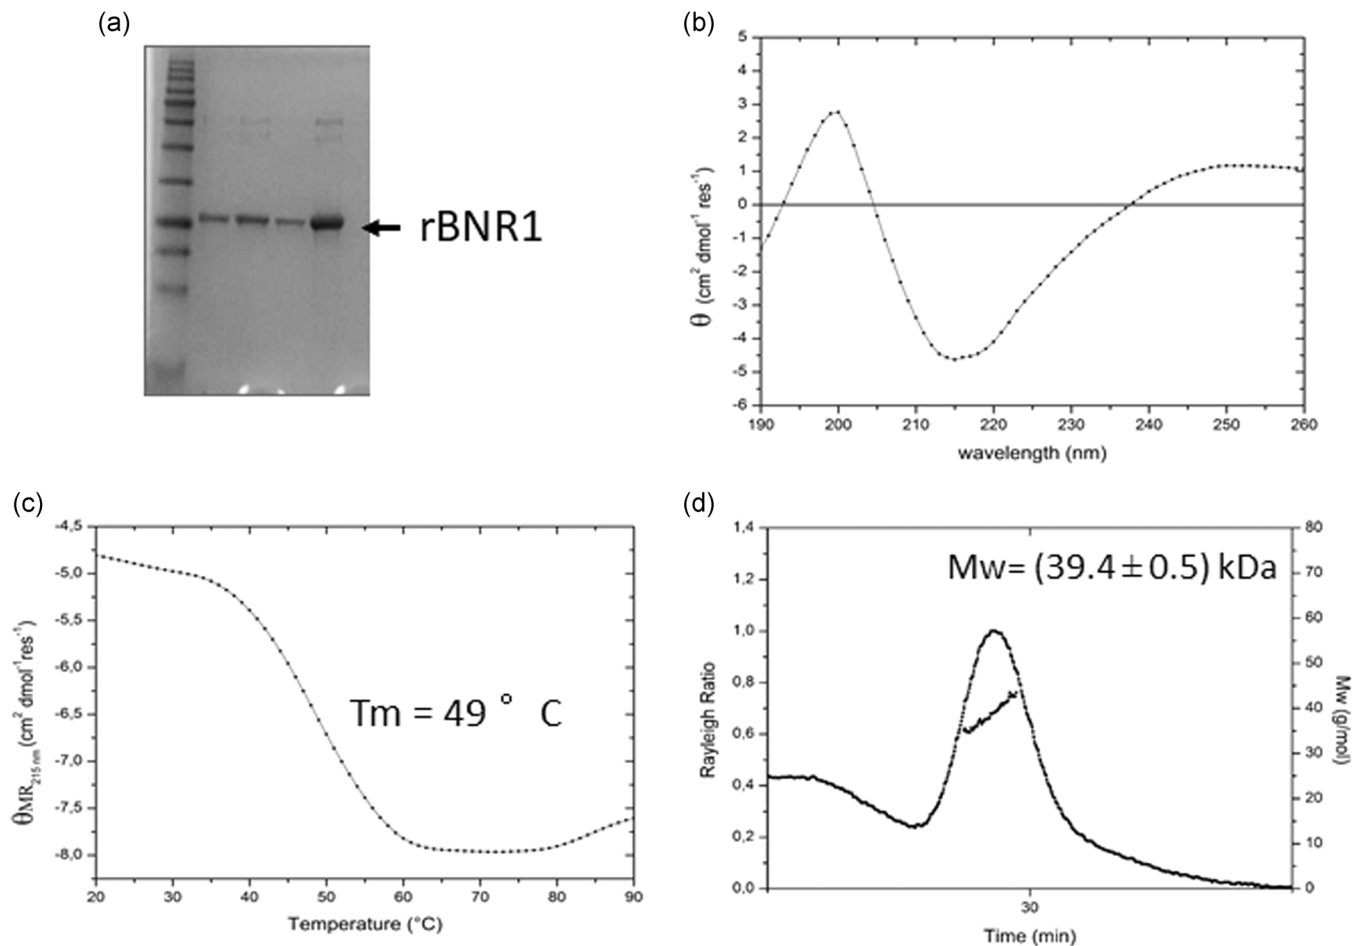 (a)
rBNR1
(b)
5
4
3
2
1
0
-1
-2
-3
-4
-5
-6
θ (cm² dmol⁻¹ res⁻¹)
190 200 210 220 230 240 250 260
wavelength (nm)
(c)
-4,5
-5,0
-5,5
-6,0
-6,5
-7,0
-7,5
-8,0
θMR₂₁₅ ₙₘ (cm² dmol⁻¹res⁻¹)
Tm = 49 ° C
20 30 40 50 60 70 80 90
Temperature (°C)
(d)
1,4
1,2
1,0
0,8
0,6
0,4
0,2
0,0
Rayleigh Ratio
Mw= (39.4±0.5) kDa
80
70
60
50
40
30
20
10
0
Mw (g/mol)
30
Time (min)